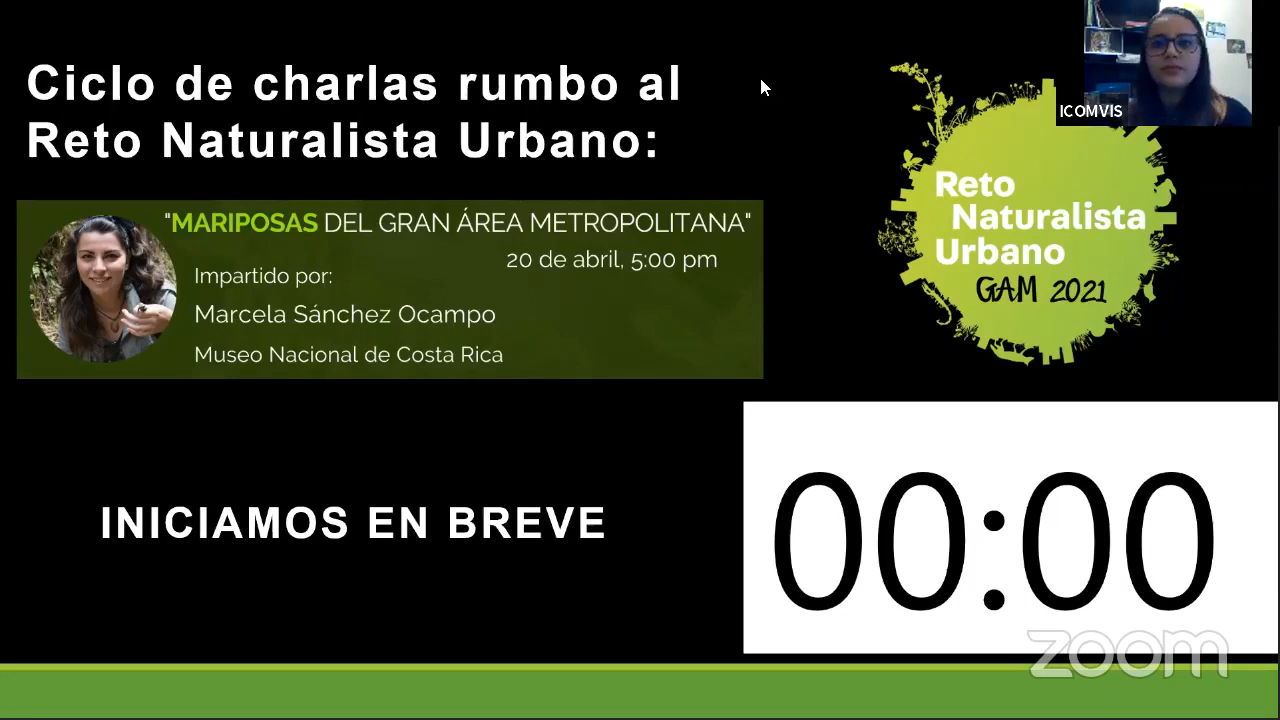 Ciclo de charlas rumbo al
Reto Naturalista Urbano:
"MARIPOSAS DEL GRAN ÁREA METROPOLITANA"
20 de abril, 5:00 pm
Impartido por:
Marcela Sánchez Ocampo
Museo Nacional de Costa Rica
ICOMVIS
Reto
Naturalista
Urbano
GAM 2021
INICIAMOS EN BREVE
00:00
zoom